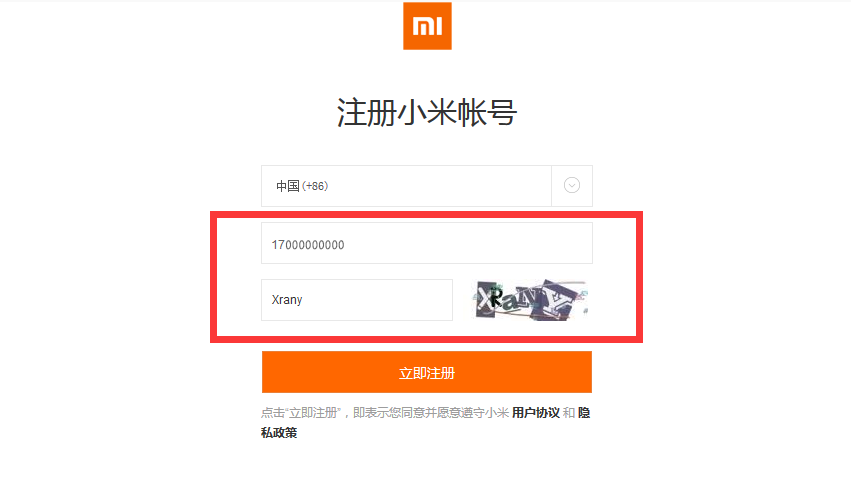 mi
注册小米帐号
中国(+86)
17000000000
Xrany
立即注册
点击“立即注册”，即表示您同意并愿意遵守小米 用户协议 和 隐
私政策